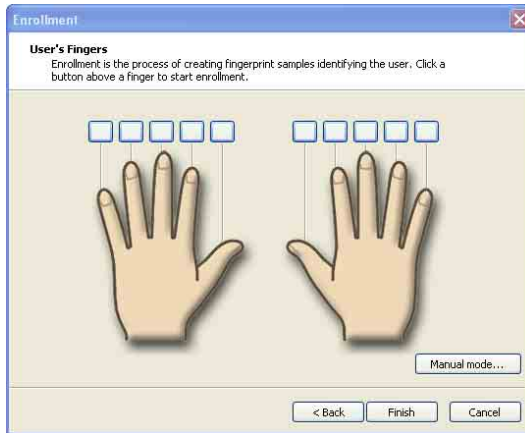 Enrollment
User's Fingers
Enrollment is the process of creating fingerprint samples identifying the user. Click a
button above a finger to start enrollment.
Manual mode...
< Back
Finish
Cancel